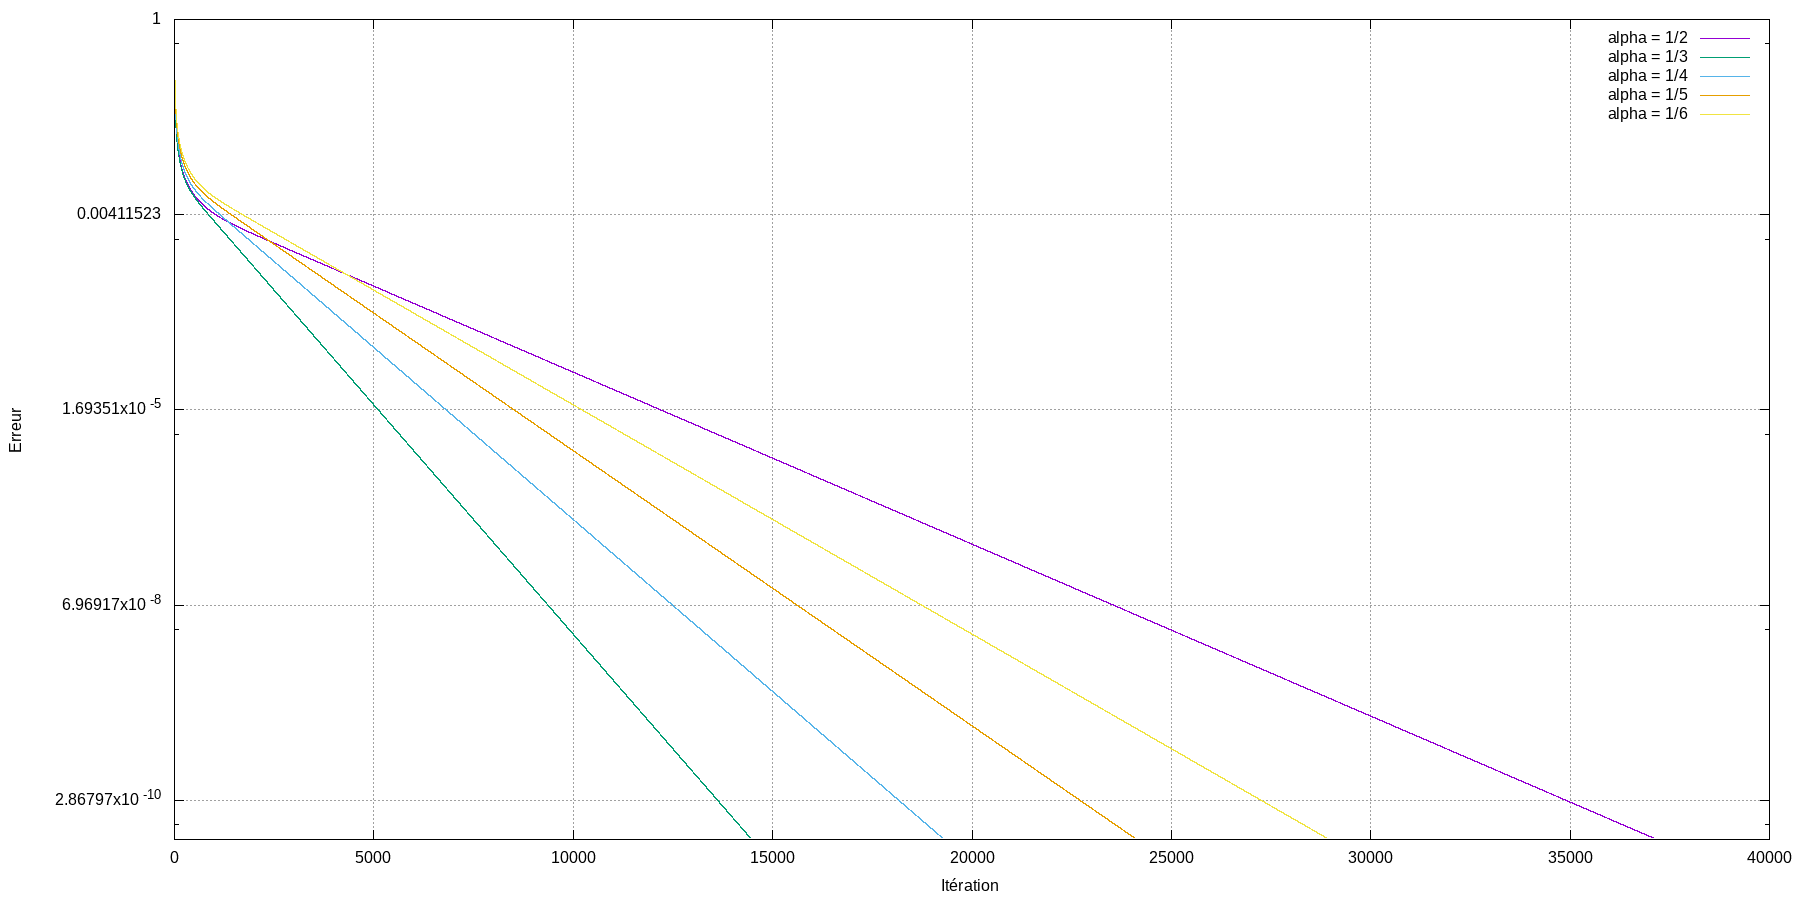 1
0.00411523
1.69351x10 -5
6.96917x10 -8
2.86797x10 -10
Erreur
alpha = 1/2
alpha = 1/3
alpha = 1/4
alpha = 1/5
alpha = 1/6
0 5000 10000 15000 20000 25000 30000 35000 40000
Itération